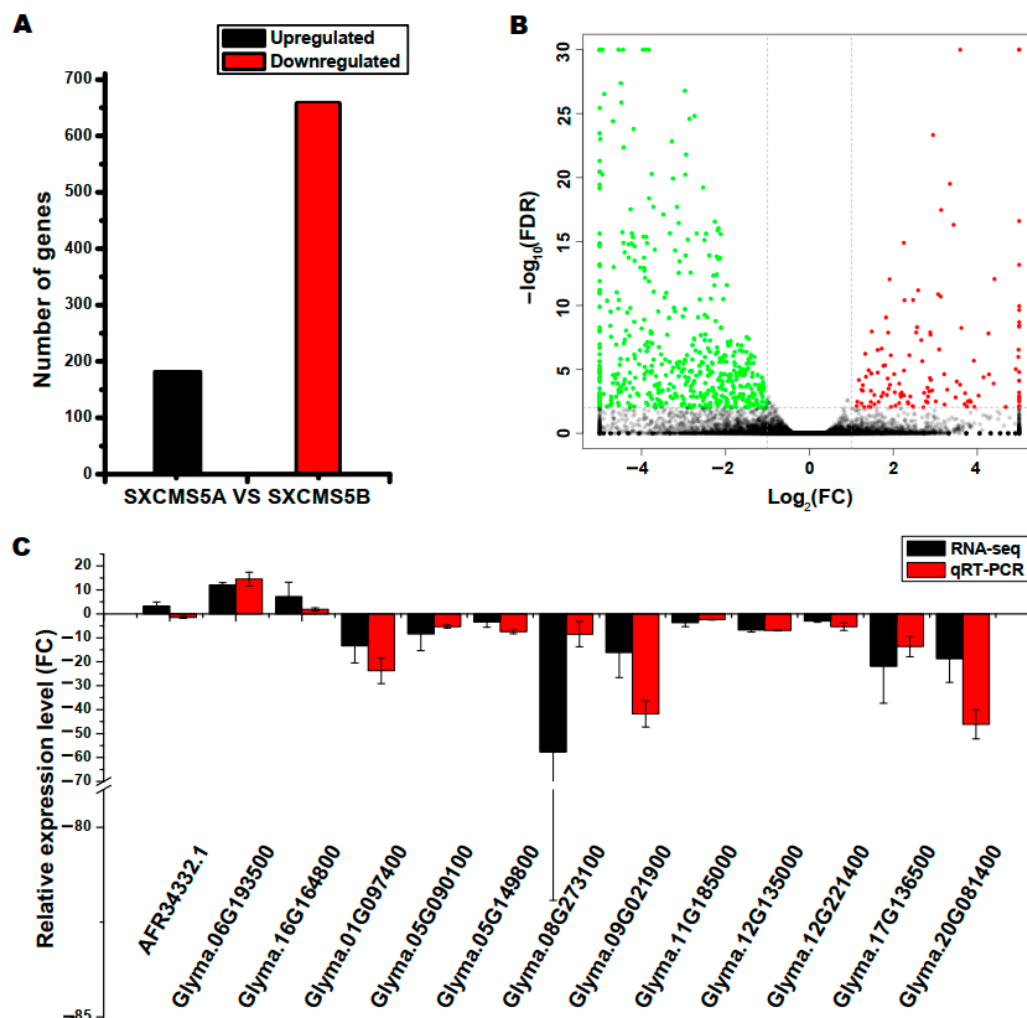 A
Upregulated
Downregulated
700
600
500
400
300
200
100
0
Number of genes
SXCMS5A VS SXCMS5B
B
30
25
20
15
10
5
0
−log10(FDR)
−4
−2
0
2
4
Log2(FC)
C
RNA-seq
qRT-PCR
20
10
0
−10
−20
−30
−40
−50
−60
−70
−80
−85
Relative expression level (FC)
AFR34332.1
Glyma.06G193500
Glyma.16G164800
Glyma.01G097400
Glyma.05G090100
Glyma.05G149800
Glyma.08G273100
Glyma.09G021900
Glyma.11G185000
Glyma.12G135000
Glyma.12G221400
Glyma.17G136500
Glyma.20G081400